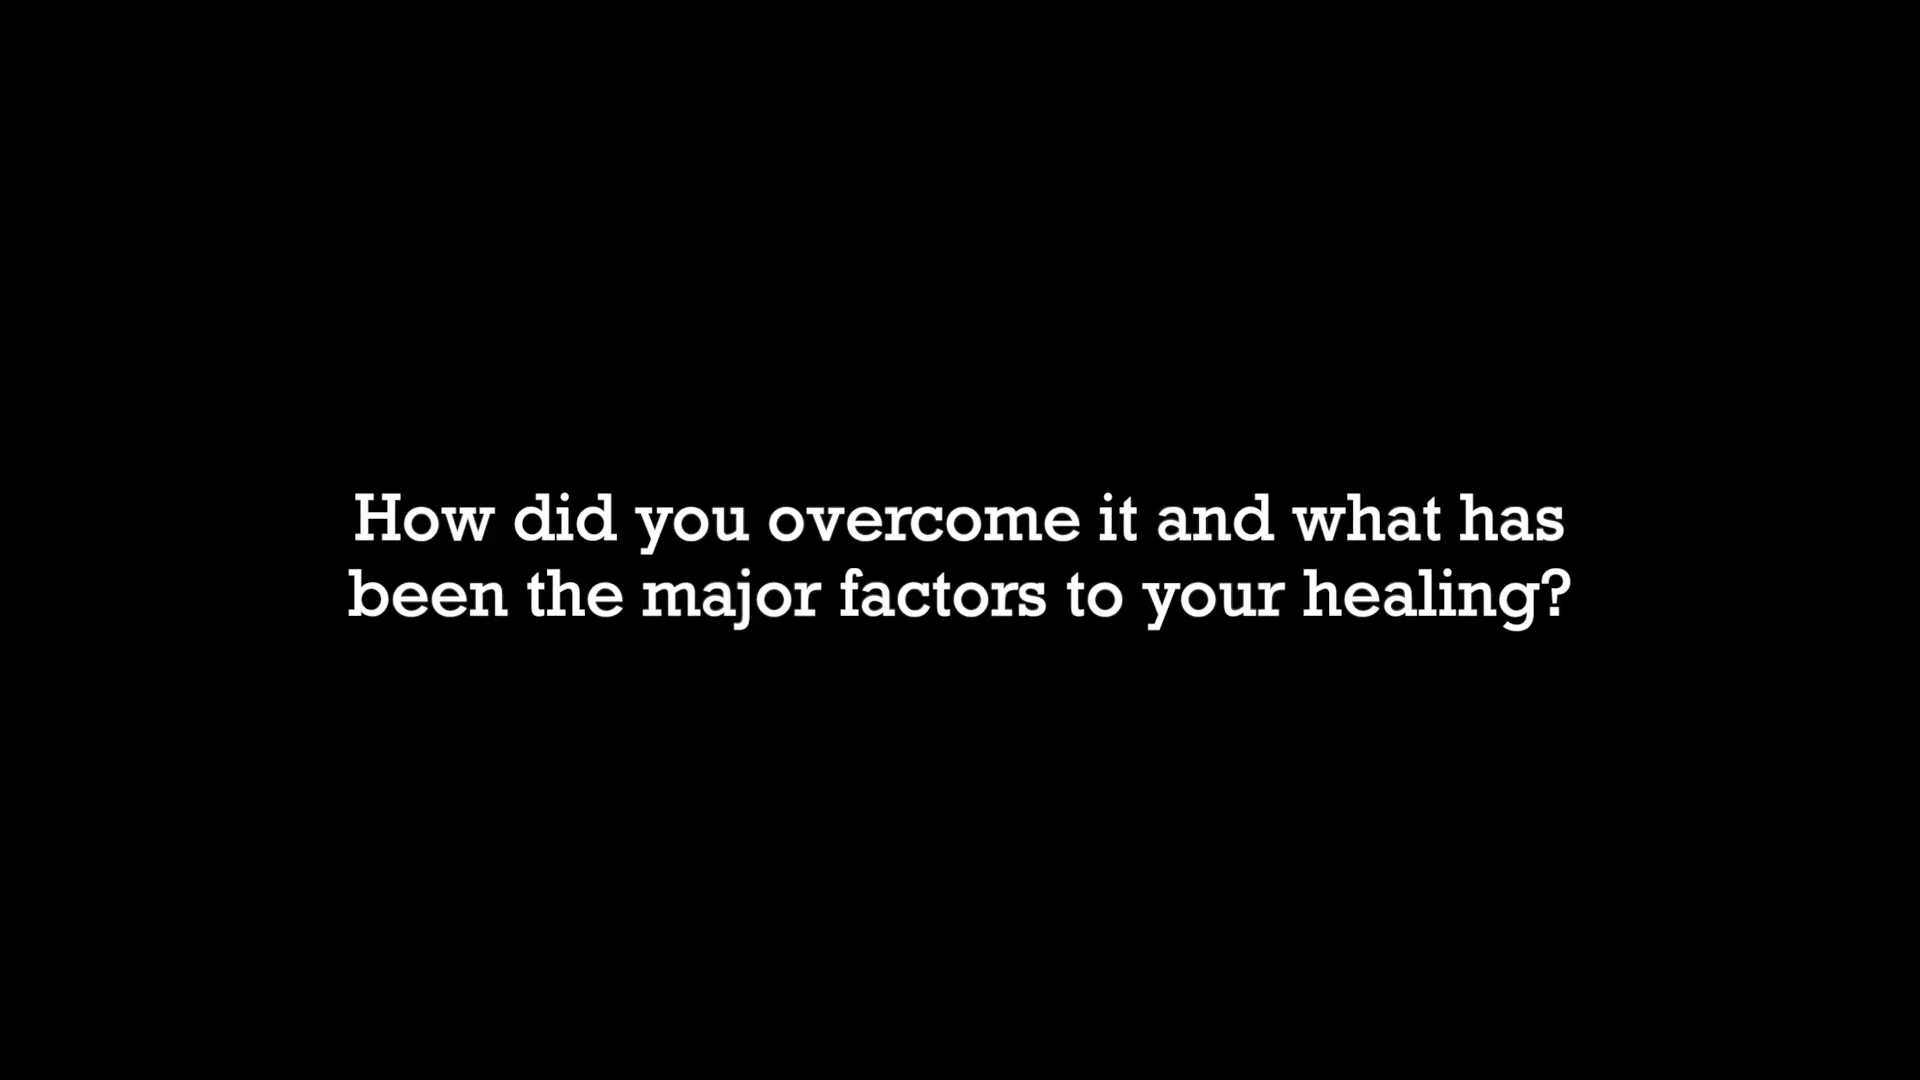 How did you overcome it and what has
been the major factors to your healing?